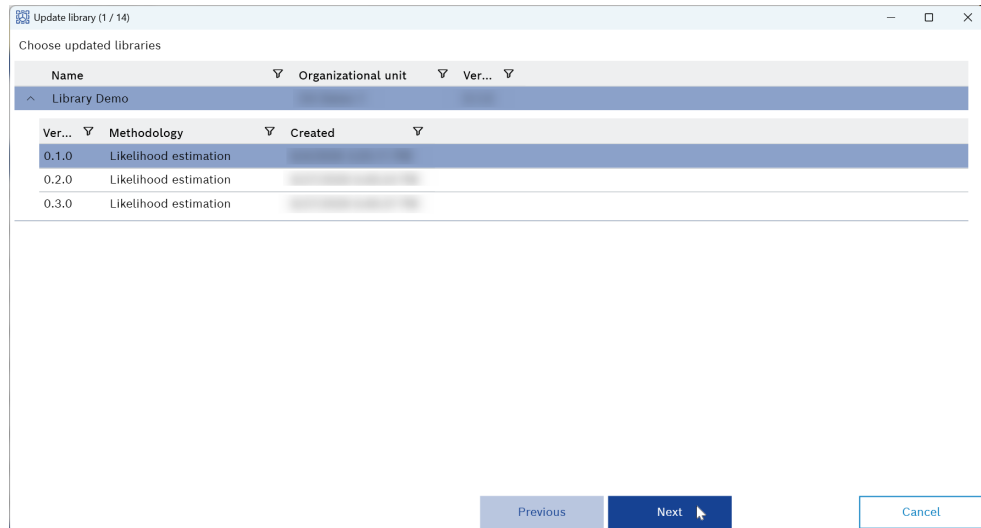 Update library (1 / 14)
Choose updated libraries
Name Organizational unit Ver...
Library Demo
Ver... Methodology Created
0.1.0 Likelihood estimation
0.2.0 Likelihood estimation
0.3.0 Likelihood estimation
Previous Next Cancel